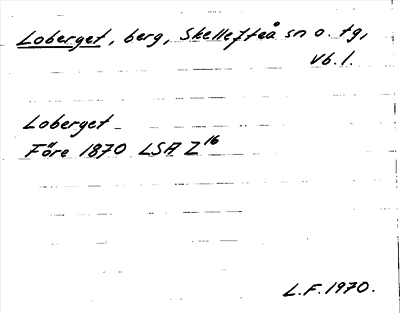 Loberget, berg, Skellefteå sn o. tg,
Vb. l.
Loberget
Före 1870 LSA Z16
L.F. 1970.